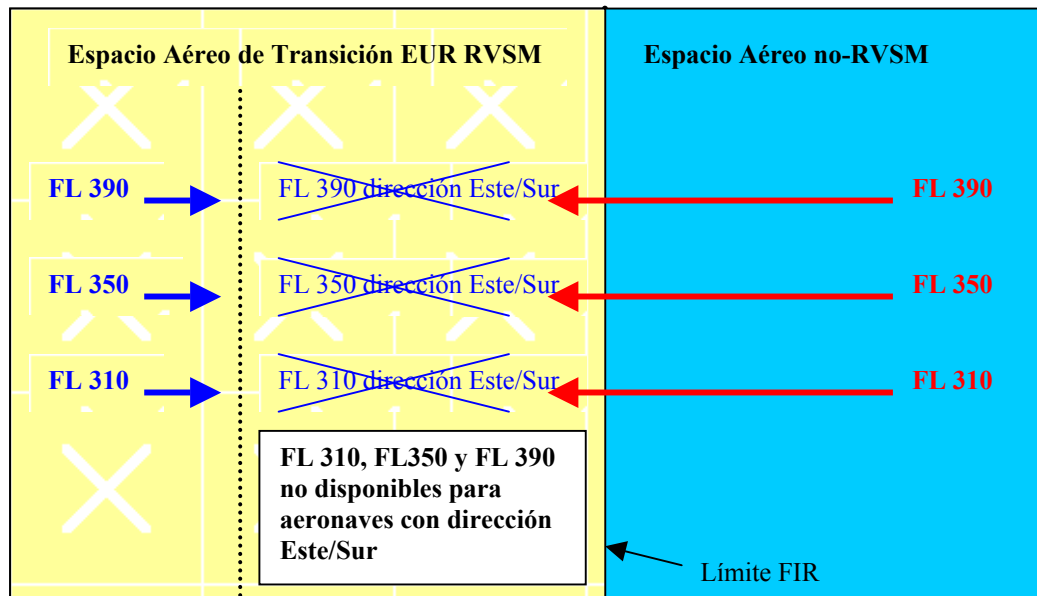 Espacio Aéreo de Transición EUR RVSM
Espacio Aéreo no-RVSM
FL 390
FL 390 dirección Este/Sur
FL 390
FL 350
FL 350 dirección Este/Sur
FL 350
FL 310
FL 310 dirección Este/Sur
FL 310
FL 310, FL350 y FL 390
no disponibles para
aeronaves con dirección
Este/Sur
Límite FIR